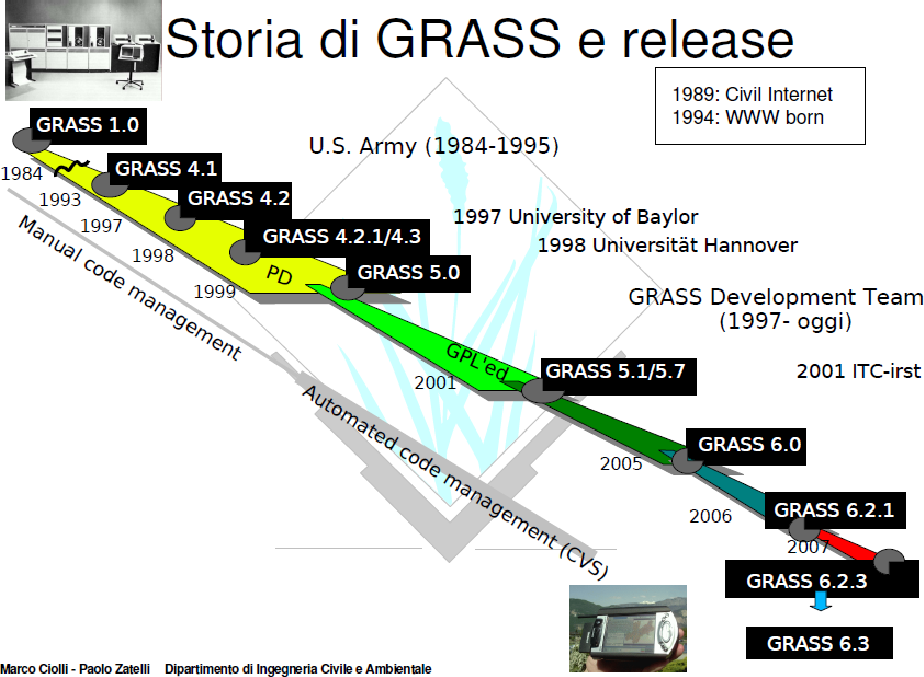 Storia di GRASS e release
1989: Civil Internet
1994: WWW born
GRASS 1.0
U.S. Army (1984-1995)
1984
GRASS 4.1
1993
GRASS 4.2
1997
1997 University of Baylor
GRASS 4.2.1/4.3
1998 Universität Hannover
1998
PD
GRASS 5.0
1999
Manual code management
GRASS Development Team
(1997- oggi)
GPL'ed
GRASS 5.1/5.7
2001 ITC-irst
2001
Automated code management (CVS)
GRASS 6.0
2005
GRASS 6.2.1
2006
2007
GRASS 6.2.3
GRASS 6.3
Marco Ciolli - Paolo Zatelli Dipartimento di Ingegneria Civile e Ambientale